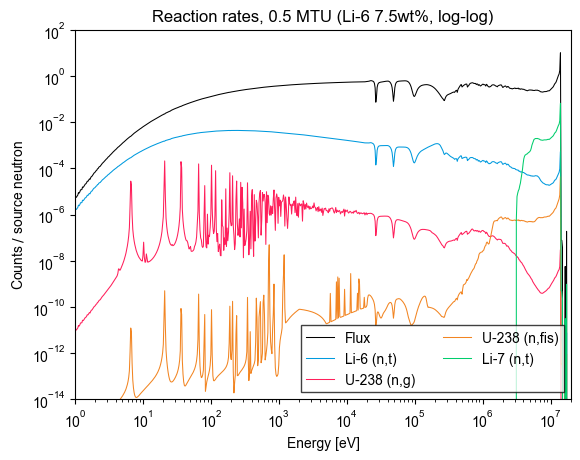 Reaction rates, 0.5 MTU (Li-6 7.5wt%, log-log)
Counts / source neutron
10^2
10^0
10^−2
10^−4
10^−6
10^−8
10^−10
10^−12
10^−14
Flux
Li-6 (n,t)
U-238 (n,g)
U-238 (n,fis)
Li-7 (n,t)
10^0 10^1 10^2 10^3 10^4 10^5 10^6 10^7
Energy [eV]